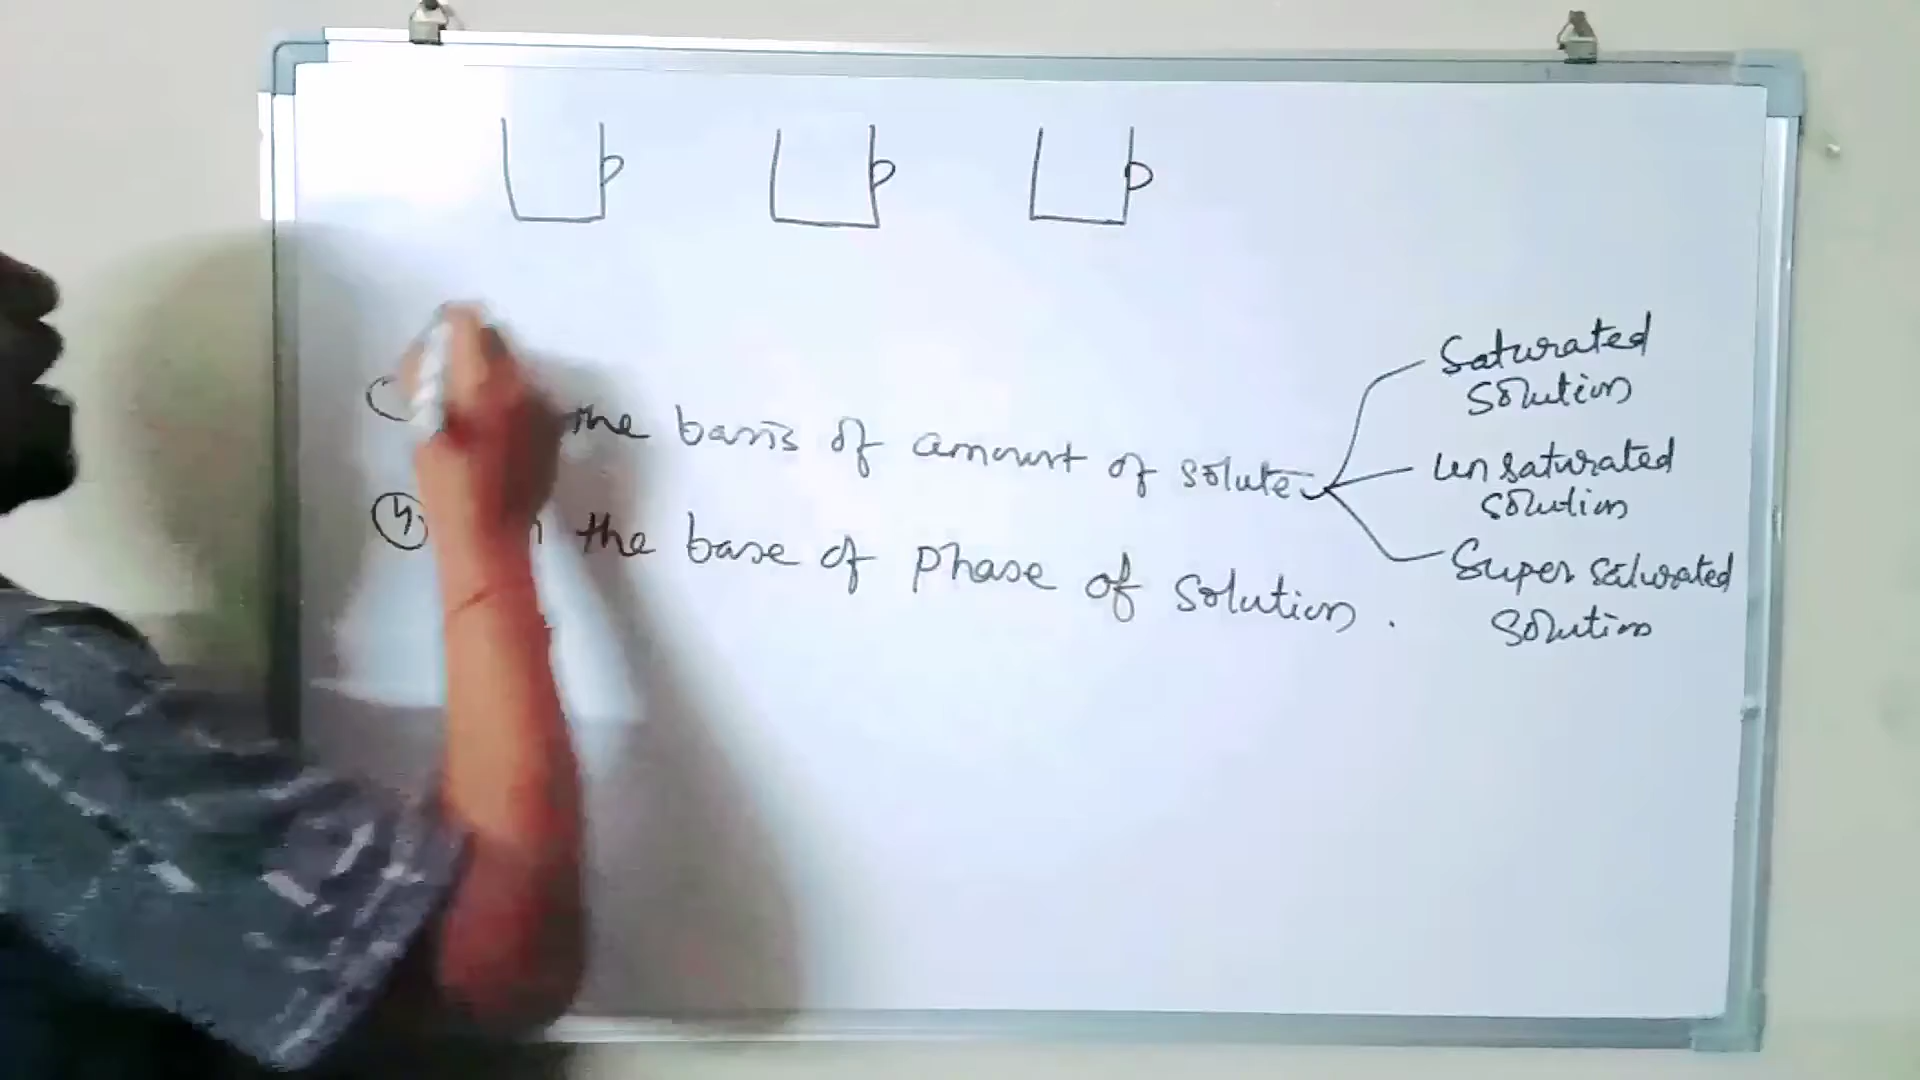 the basis of amount of solute
Saturated
solution
unsaturated
solution
Super saturated
solution
4. the base of phase of solution.